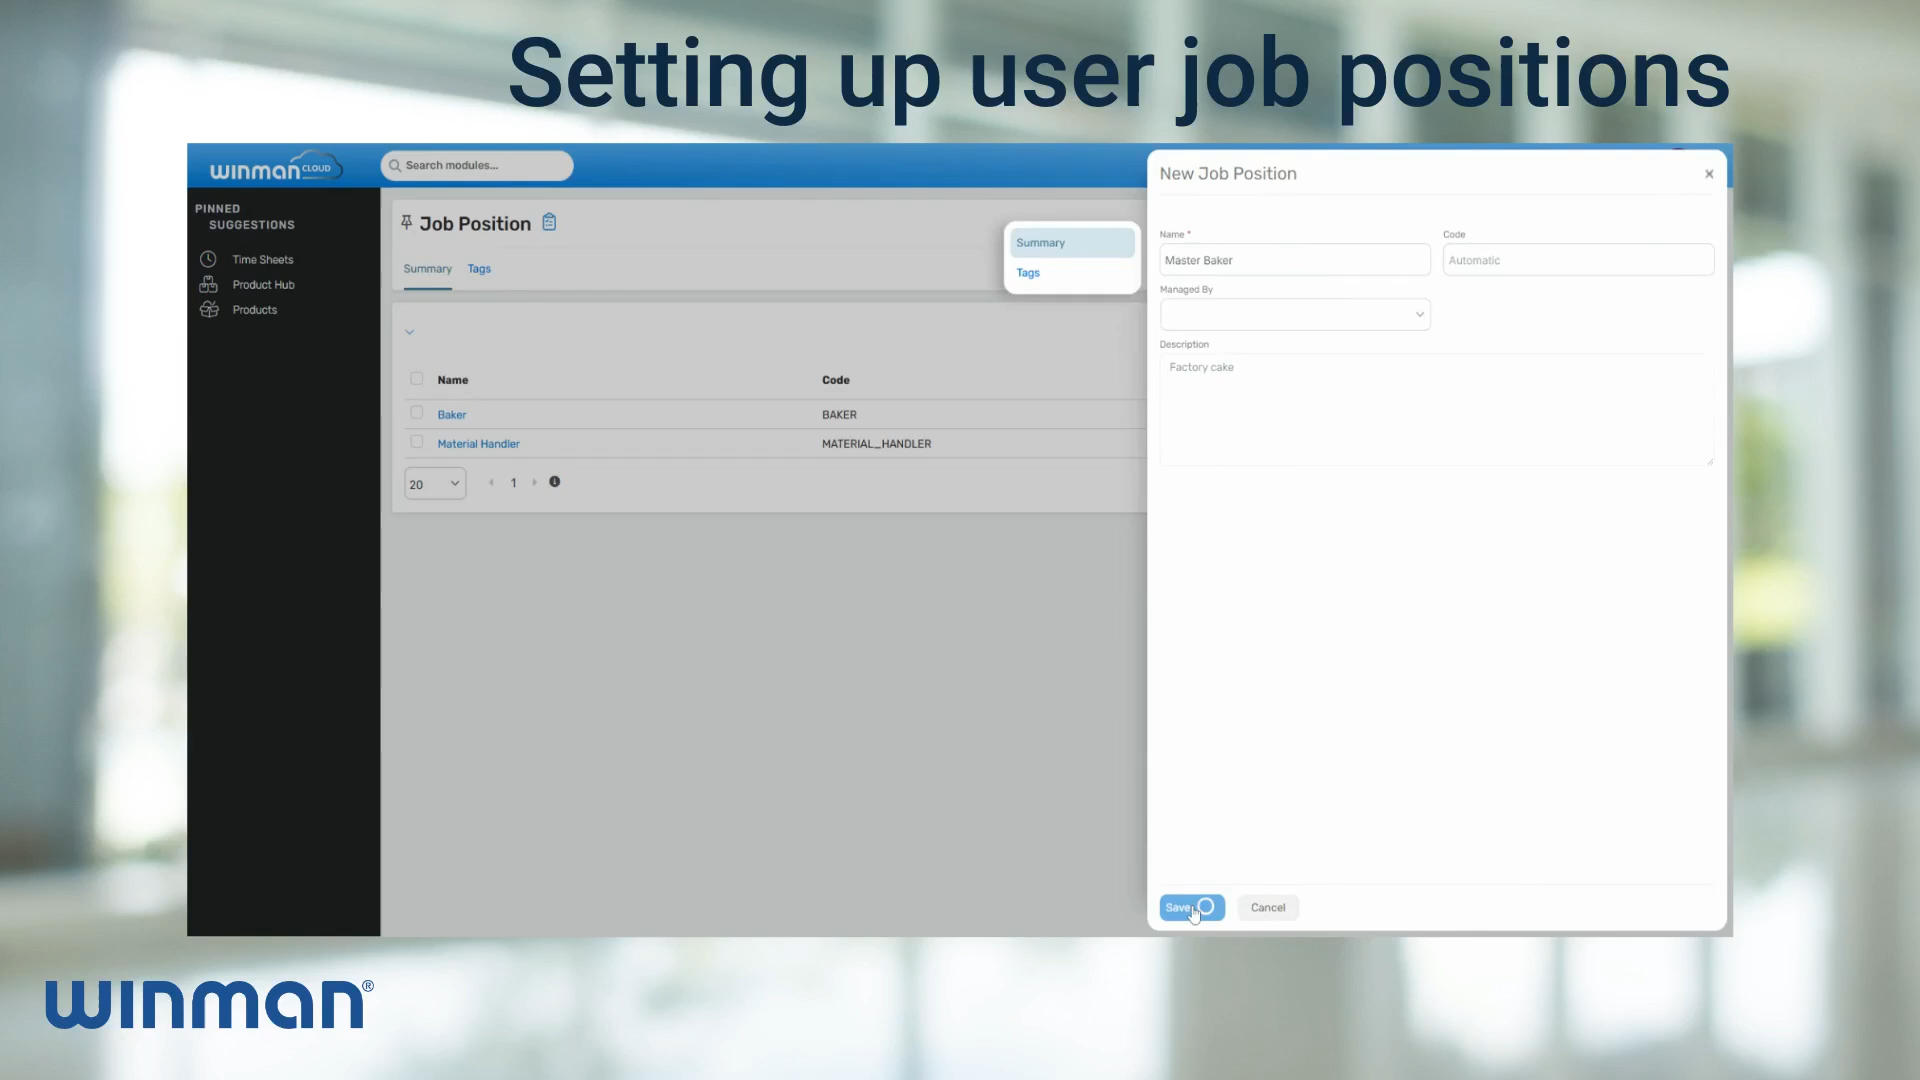 Setting up user job positions
winman CLOUD
Search modules...
PINNED
SUGGESTIONS
Time Sheets
Product Hub
Products
Job Position
Summary Tags
Summary
Tags
Name Code
Baker BAKER
Material Handler MATERIAL_HANDLER
20 1
New Job Position
×
Name * Code
Master Baker Automatic
Managed By
Description
Factory cake
Save Cancel
winman®